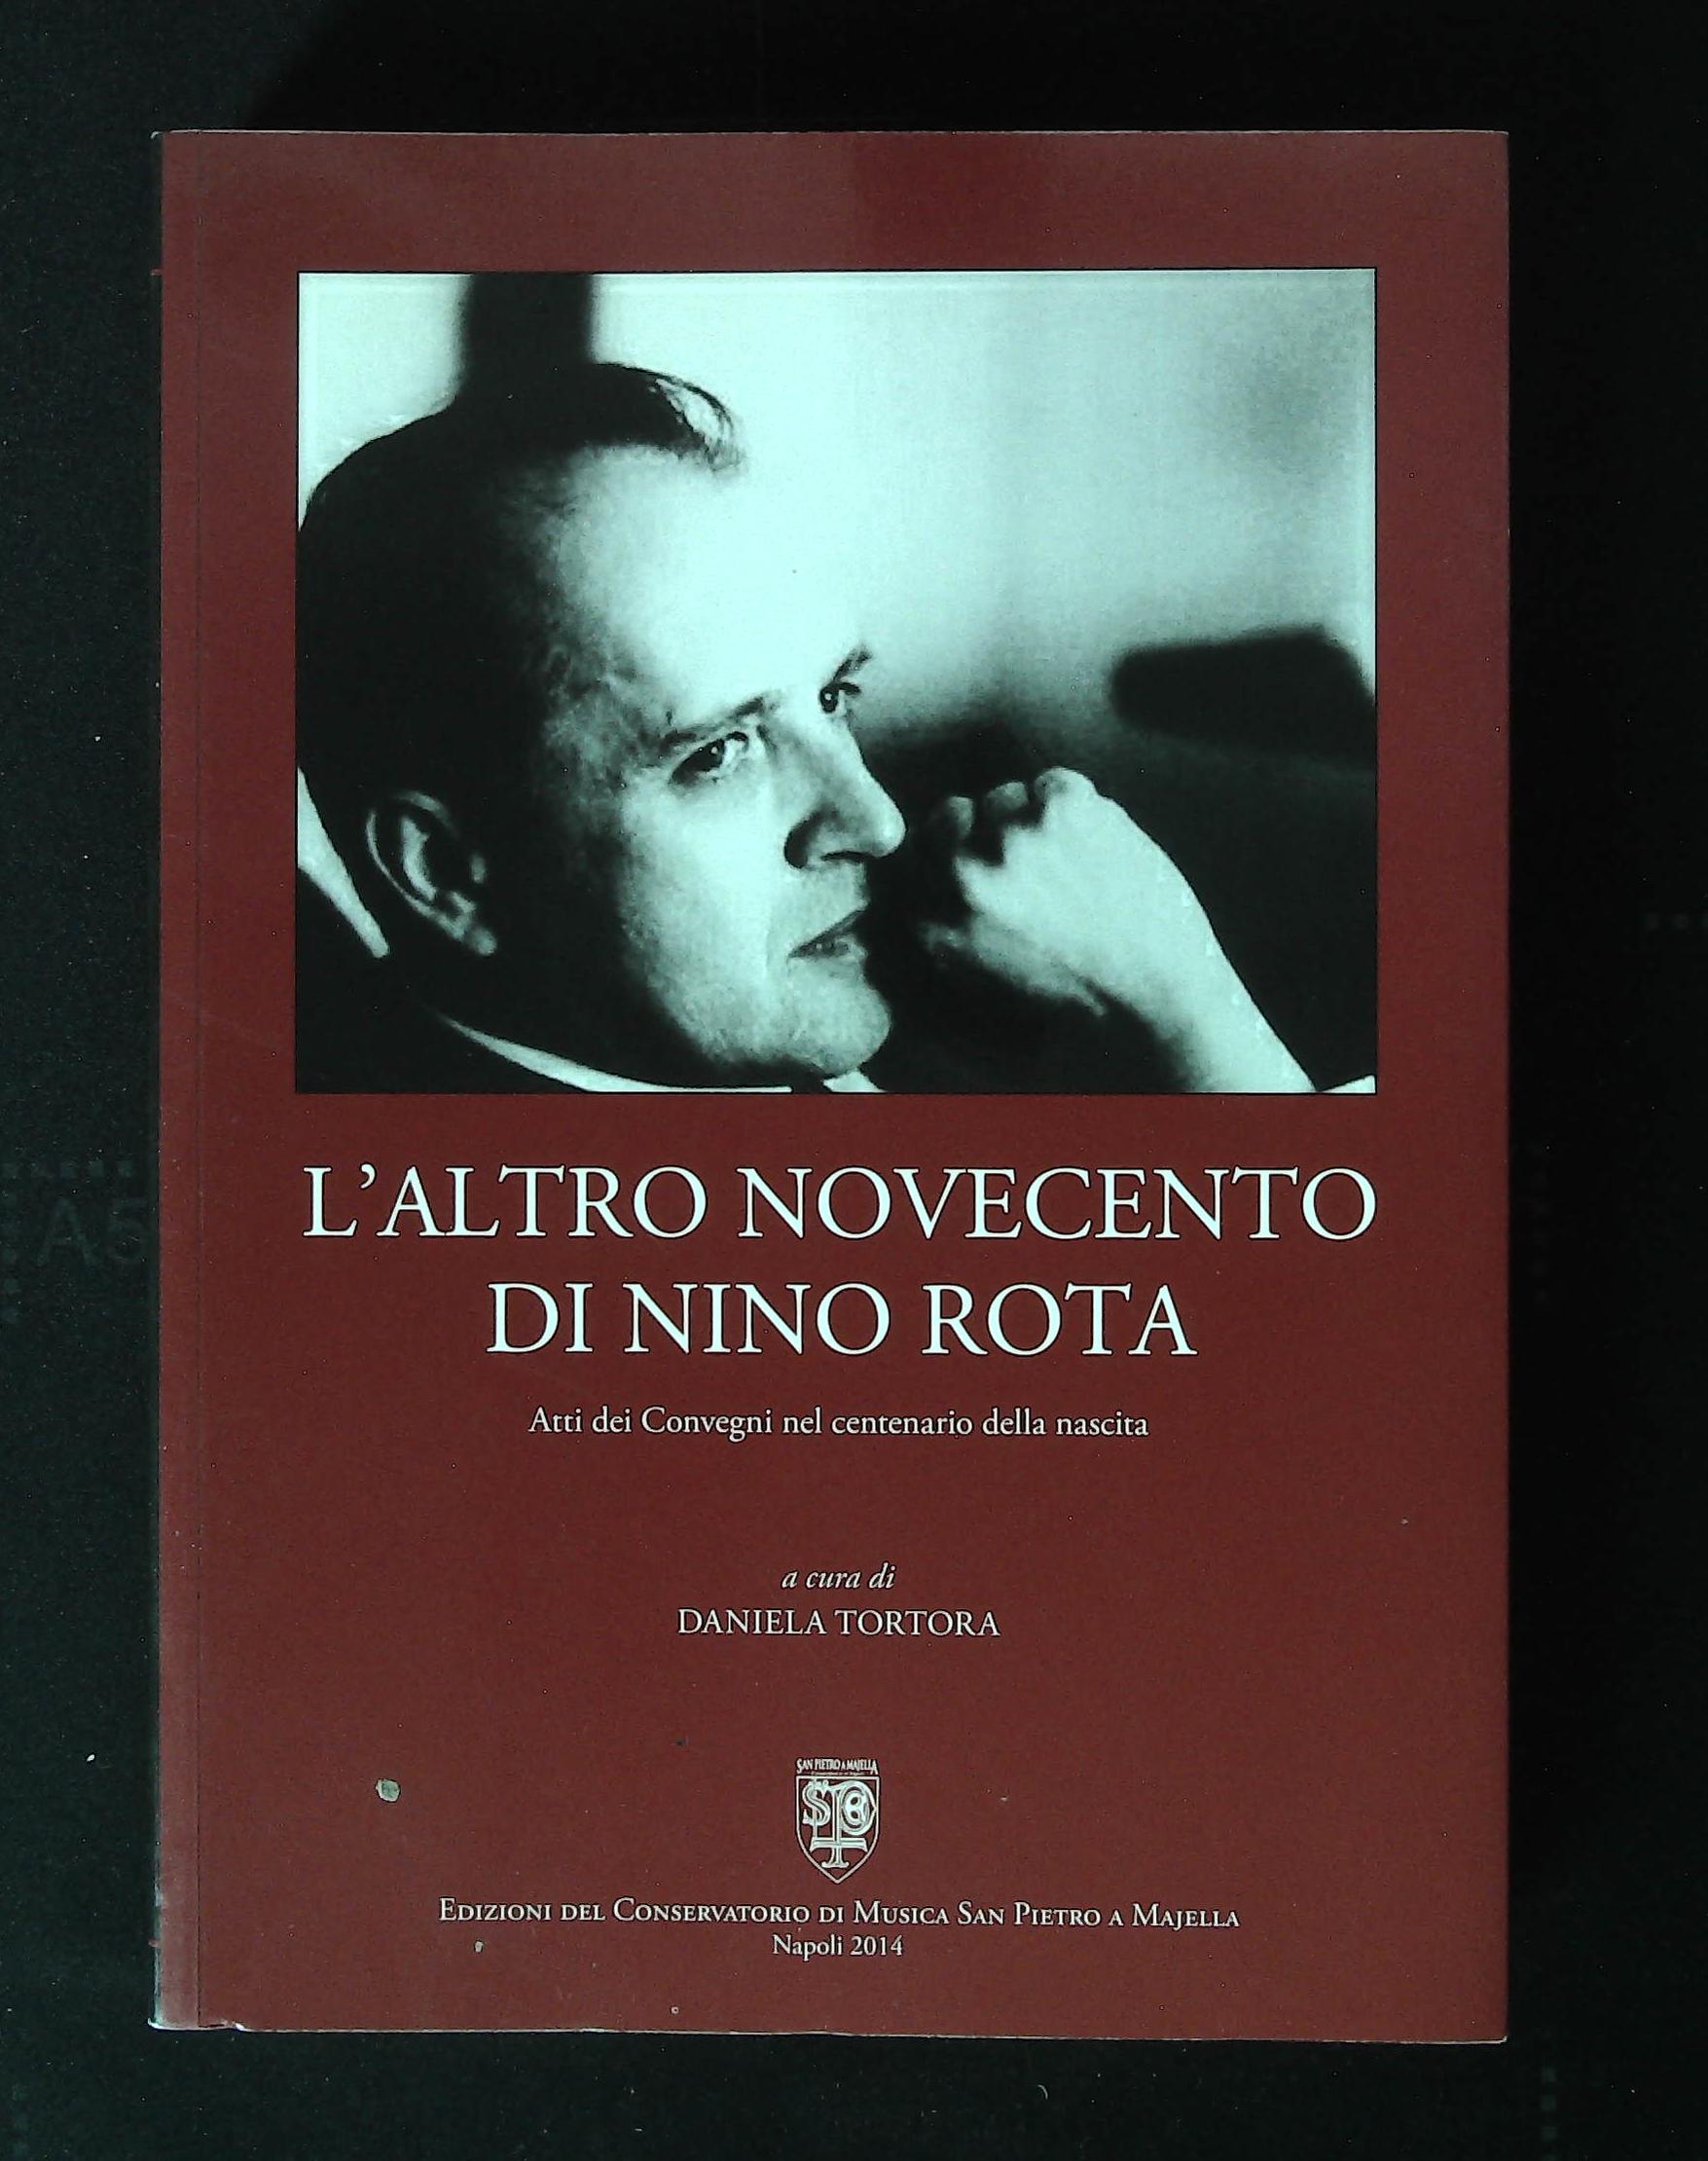 L'ALTRO NOVECENTO
DI NINO ROTA
Atti dei Convegni nel centenario della nascita
a cura di
DANIELA TORTORA
SAN PIETRO A MAJELLA
EDIZIONI DEL CONSERVATORIO DI MUSICA SAN PIETRO A MAJELLA
Napoli 2014
A5